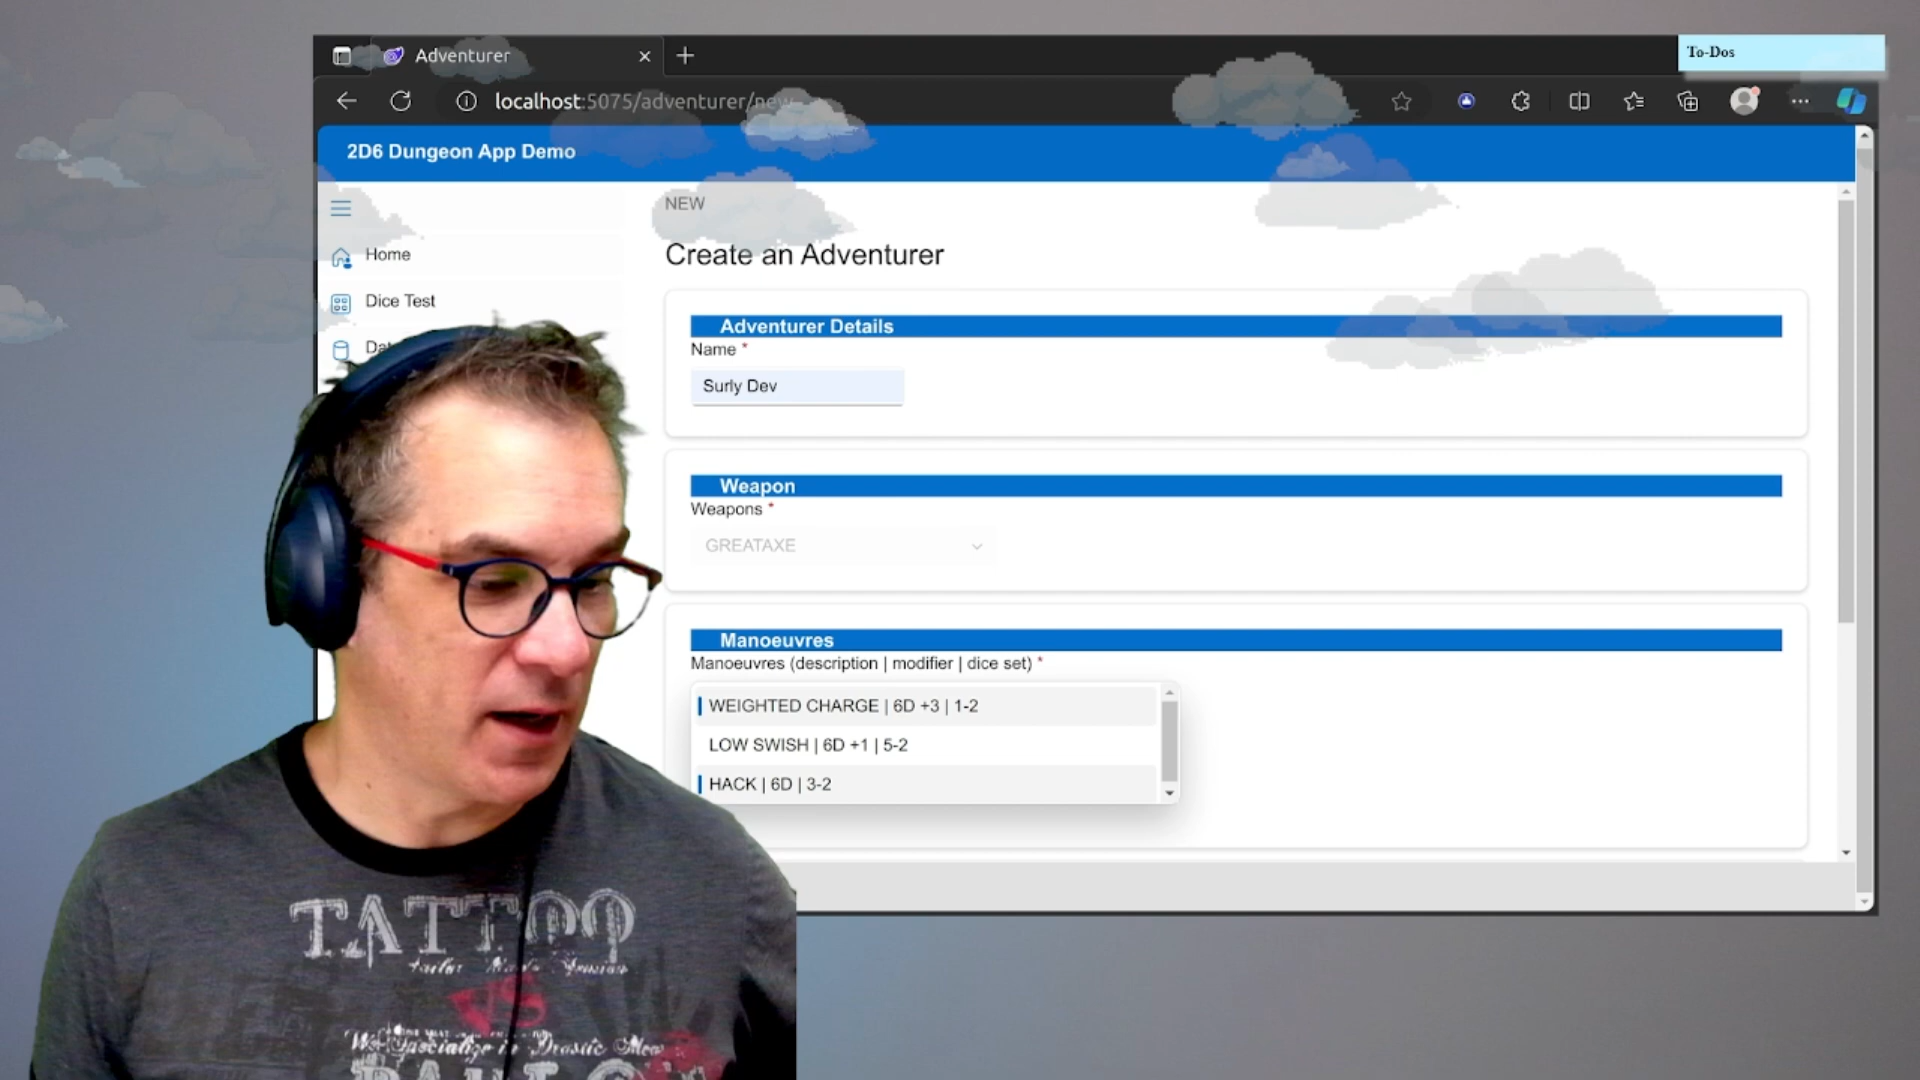 Adventurer
To-Dos
localhost:5075/adventurer/new
2D6 Dungeon App Demo
NEW
Home
Create an Adventurer
Dice Test
Adventurer Details
Name *
Surly Dev
Weapon
Weapons *
GREATAXE
Manoeuvres
Manoeuvres (description | modifier | dice set) *
WEIGHTED CHARGE | 6D +3 | 1-2
LOW SWISH | 6D +1 | 5-2
HACK | 6D | 3-2
TATTOO
VS